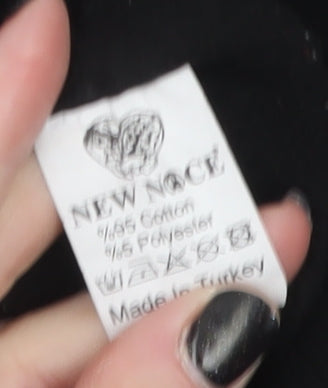 NEW NOCE
%95 Cotton
%5 Polyester
Made In Turkey